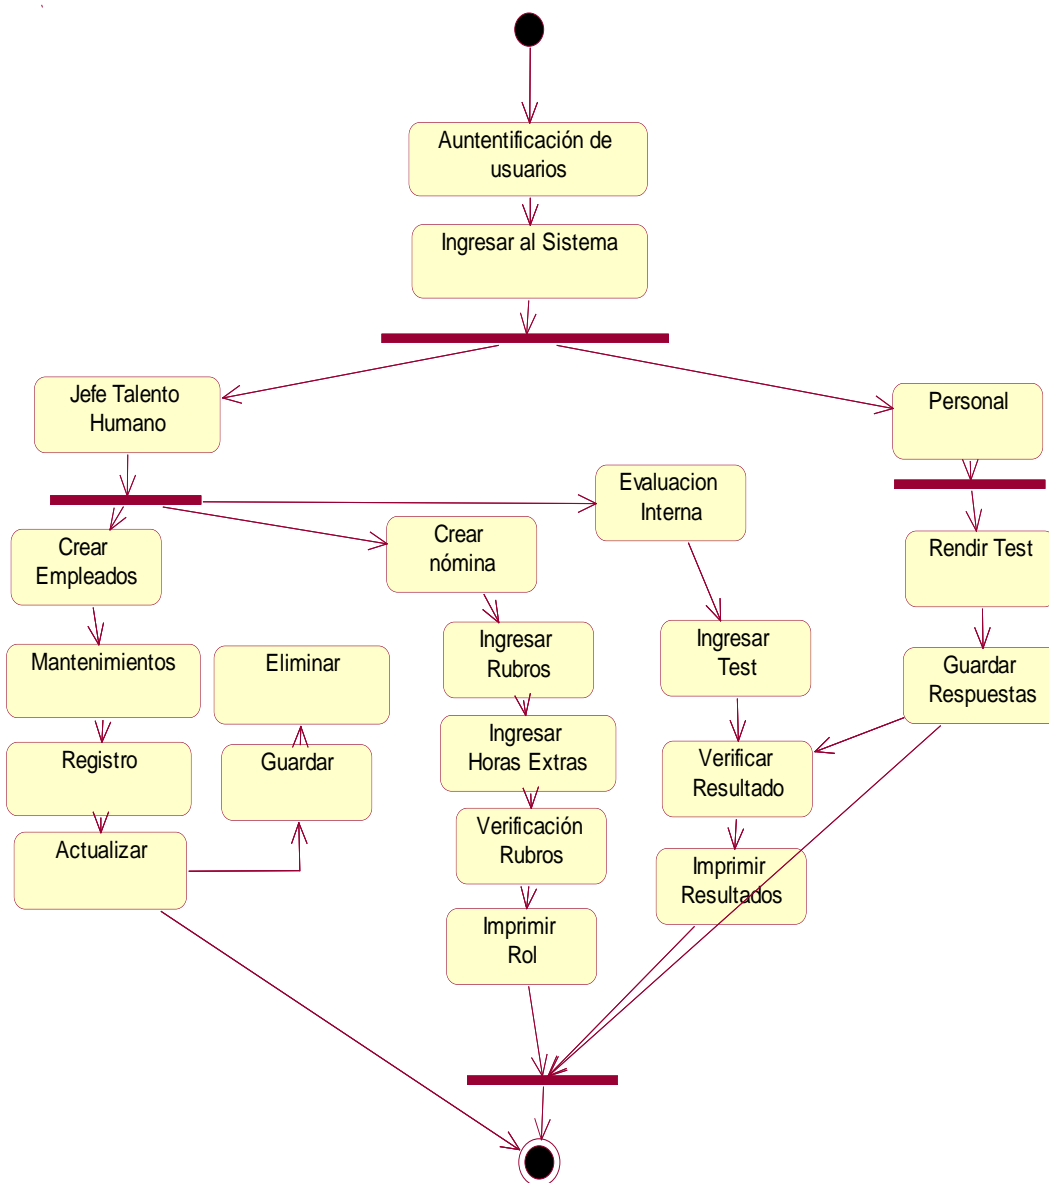 Auntentificación de
usuarios
Ingresar al Sistema
Jefe Talento
Humano
Personal
Evaluacion
Interna
Crear
Empleados
Crear
nómina
Rendir Test
Mantenimientos
Eliminar
Ingresar
Rubros
Ingresar
Test
Guardar
Respuestas
Registro
Guardar
Ingresar
Horas Extras
Verificar
Resultado
Actualizar
Verificación
Rubros
Imprimir
Resultados
Imprimir
Rol